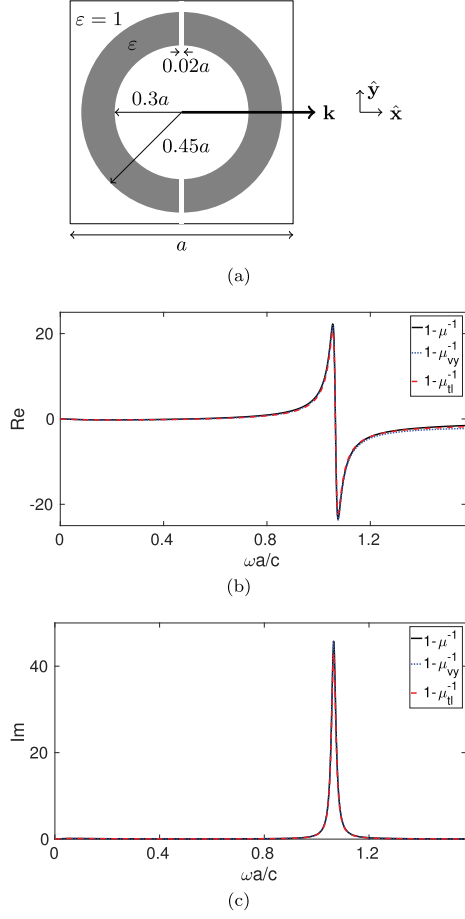 ε = 1
ε
0.02a
0.3a
k
ŷ
x̂
0.45a
a
(a)
20
0
-20
Re
1-μ⁻¹
1-μ_vy⁻¹
1-μ_tl⁻¹
0 0.4 0.8 1.2
ωa/c
(b)
40
20
0
Im
1-μ⁻¹
1-μ_vy⁻¹
1-μ_tl⁻¹
0 0.4 0.8 1.2
ωa/c
(c)